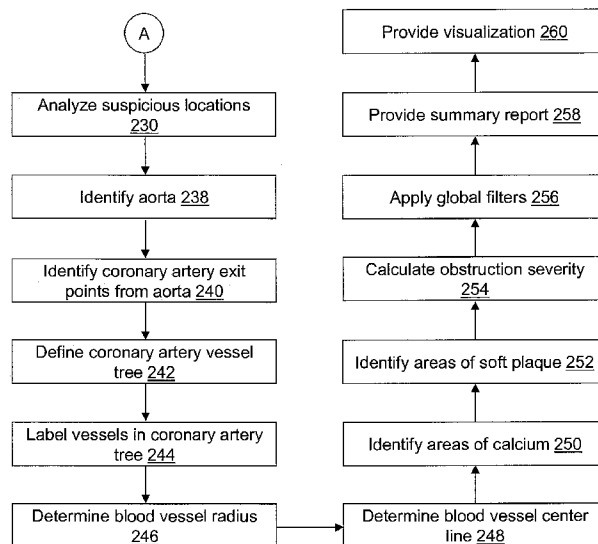 A
Analyze suspicious locations
230
Identify aorta 238
Identify coronary artery exit
points from aorta 240
Define coronary artery vessel
tree 242
Label vessels in coronary artery
tree 244
Determine blood vessel radius
246
Determine blood vessel center
line 248
Identify areas of calcium 250
Identify areas of soft plaque 252
Calculate obstruction severity
254
Apply global filters 256
Provide summary report 258
Provide visualization 260